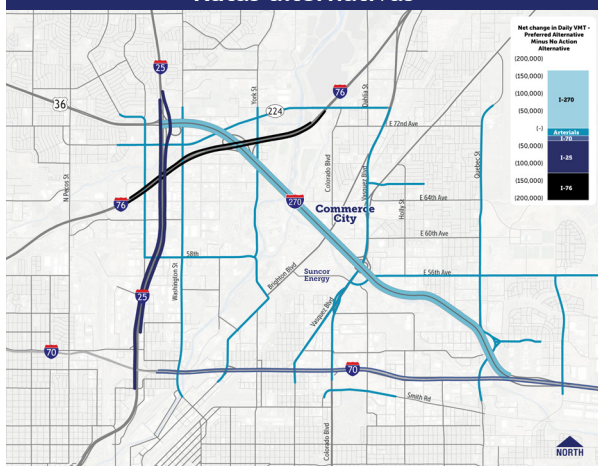 Net change in Daily VMT -
Preferred Alternative
Minus No Action
Alternative
(200,000)
(150,000)
(100,000)
(50,000)
(-)
(50,000)
(100,000)
(150,000)
(200,000)
I-270
Arterials
I-70
I-25
I-76
25
36
York St
224
76
Dahlia St
E 72nd Ave
N Pecos St
Colorado Blvd
Vasquez Blvd
Quebec St
76
270
Holly St
E 64th Ave
Commerce
City
E 60th Ave
58th
Washington St
Brighton Blvd
Suncor
Energy
E 56th Ave
25
Vasquez Blvd
70
70
Smith Rd
Colorado Blvd
NORTH